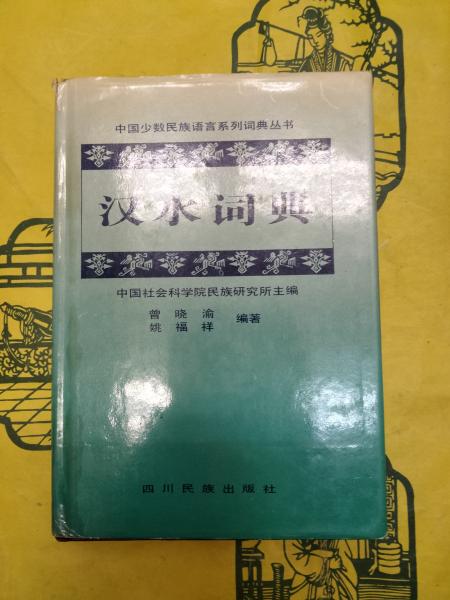 中国少数民族语言系列词典丛书
汉水词典
中国社会科学院民族研究所主编
曾晓渝
姚福祥 编著
四川民族出版社